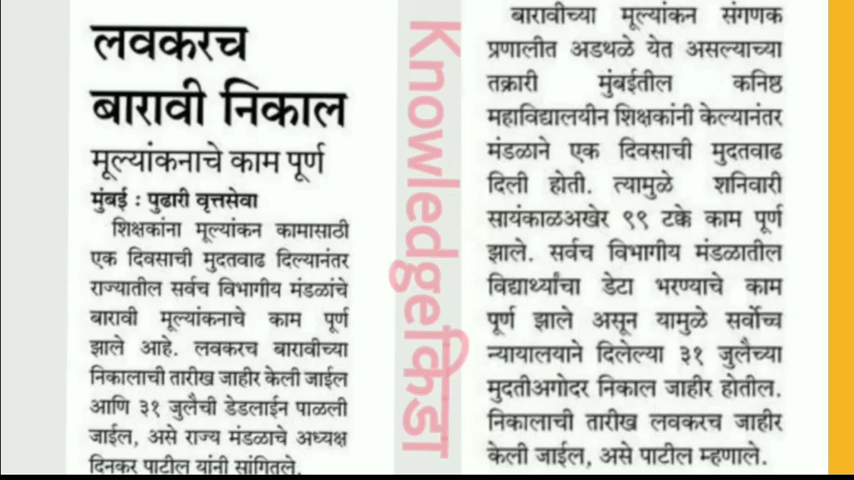 लवकरच
बारावी निकाल
मूल्यांकनाचे काम पूर्ण
मुंबई : पुढारी वृत्तसेवा
शिक्षकांना मूल्यांकन कामासाठी
एक दिवसाची मुदतवाढ दिल्यानंतर
राज्यातील सर्वच विभागीय मंडळांचे
बारावी मूल्यांकनाचे काम पूर्ण
झाले आहे. लवकरच बारावीच्या
निकालाची तारीख जाहीर केली जाईल
आणि ३१ जुलैची डेडलाईन पाळली
जाईल, असे राज्य मंडळाचे अध्यक्ष
दिनकर पाटील यांनी सांगितले.
Knowledgeकिडा
बारावीच्या मूल्यांकन संगणक
प्रणालीत अडथळे येत असल्याच्या
तक्रारी मुंबईतील कनिष्ठ
महाविद्यालयीन शिक्षकांनी केल्यानंतर
मंडळाने एक दिवसाची मुदतवाढ
दिली होती. त्यामुळे शनिवारी
सायंकाळअखेर ९९ टक्के काम पूर्ण
झाले. सर्वच विभागीय मंडळातील
विद्यार्थ्यांचा डेटा भरण्याचे काम
पूर्ण झाले असून यामुळे सर्वोच्च
न्यायालयाने दिलेल्या ३१ जुलैच्या
मुदतीअगोदर निकाल जाहीर होतील.
निकालाची तारीख लवकरच जाहीर
केली जाईल, असे पाटील म्हणाले.